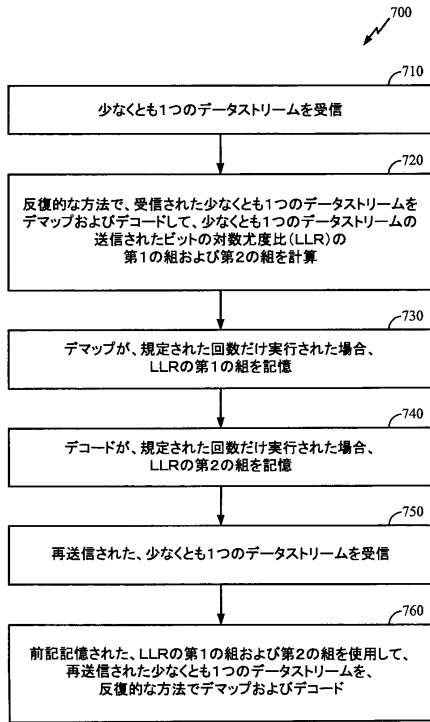 700
710
少なくとも1つのデータストリームを受信
720
反復的な方法で、受信された少なくとも1つのデータストリームを
デマップおよびデコードして、少なくとも1つのデータストリームの
送信されたビットの対数尤度比(LLR)の
第1の組および第2の組を計算
730
デマップが、規定された回数だけ実行された場合、
LLRの第1の組を記憶
740
デコードが、規定された回数だけ実行された場合、
LLRの第2の組を記憶
750
再送信された、少なくとも1つのデータストリームを受信
760
前記記憶された、LLRの第1の組および第2の組を使用して、
再送信された少なくとも1つのデータストリームを、
反復的な方法でデマップおよびデコード